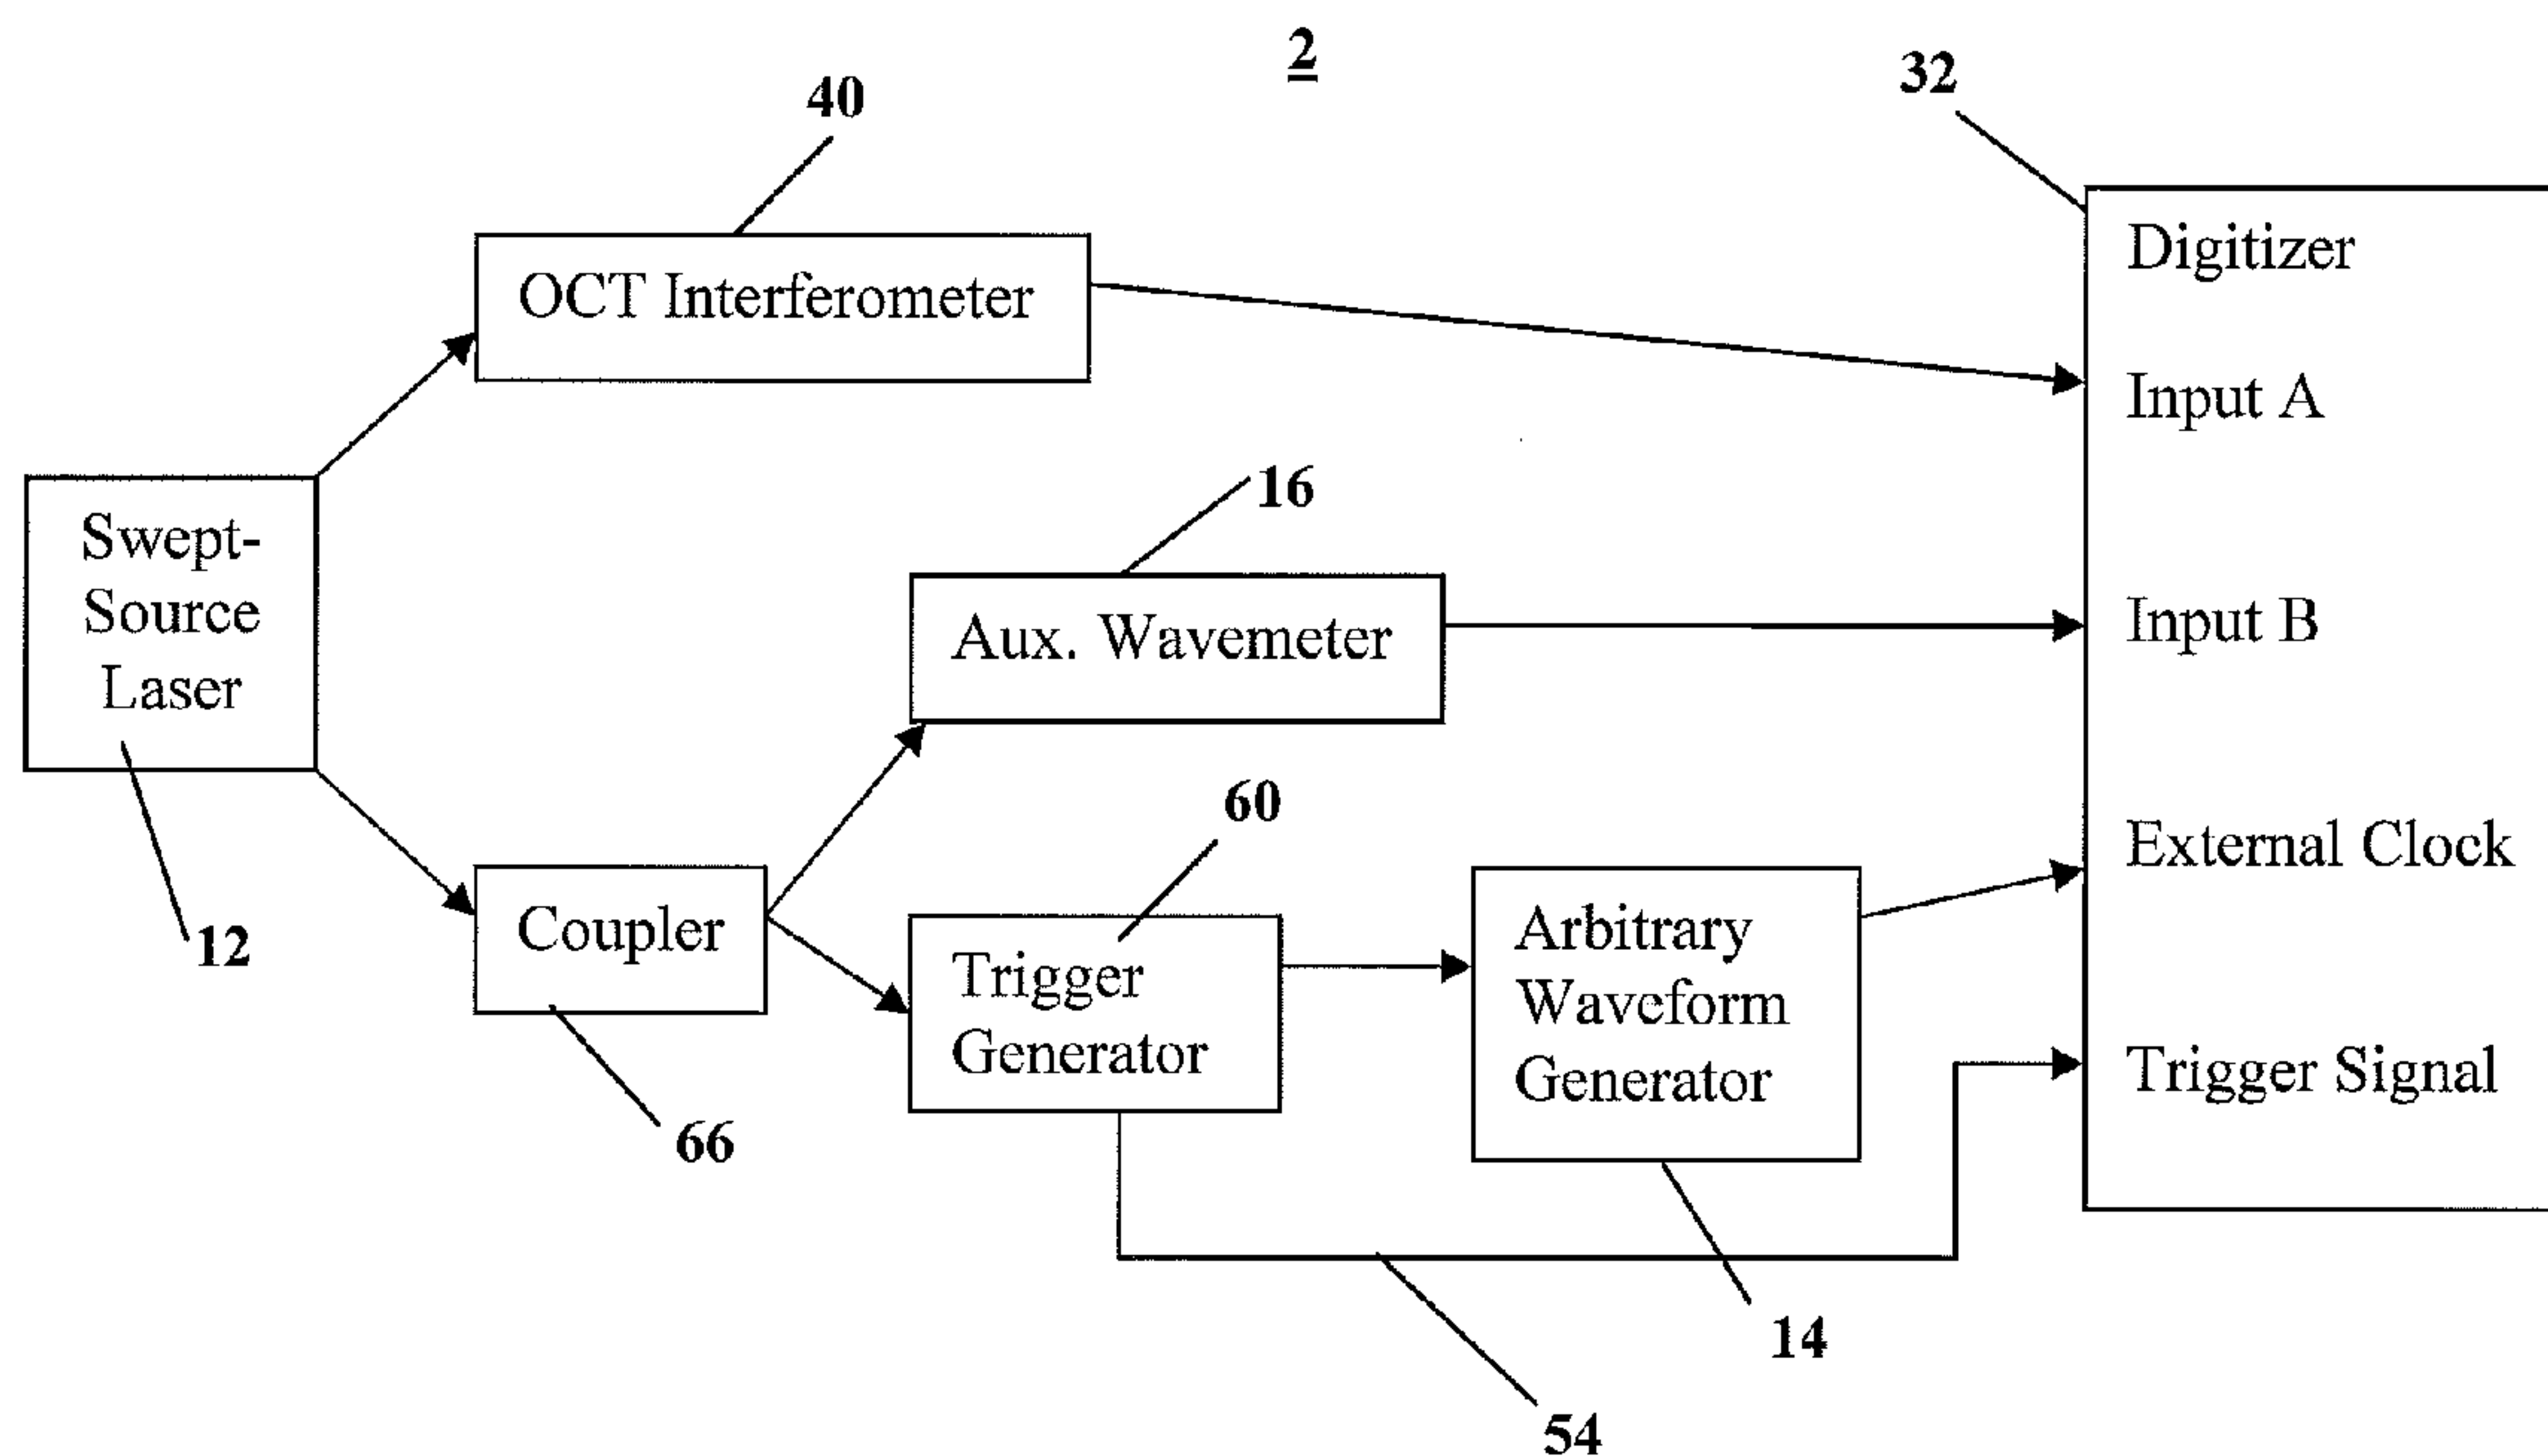 2
40
32
OCT Interferometer
Digitizer
Input A
Swept-
Source
Laser
16
Aux. Wavemeter
Input B
12
60
Coupler
Trigger
Generator
Arbitrary
Waveform
Generator
External Clock
Trigger Signal
66
14
54